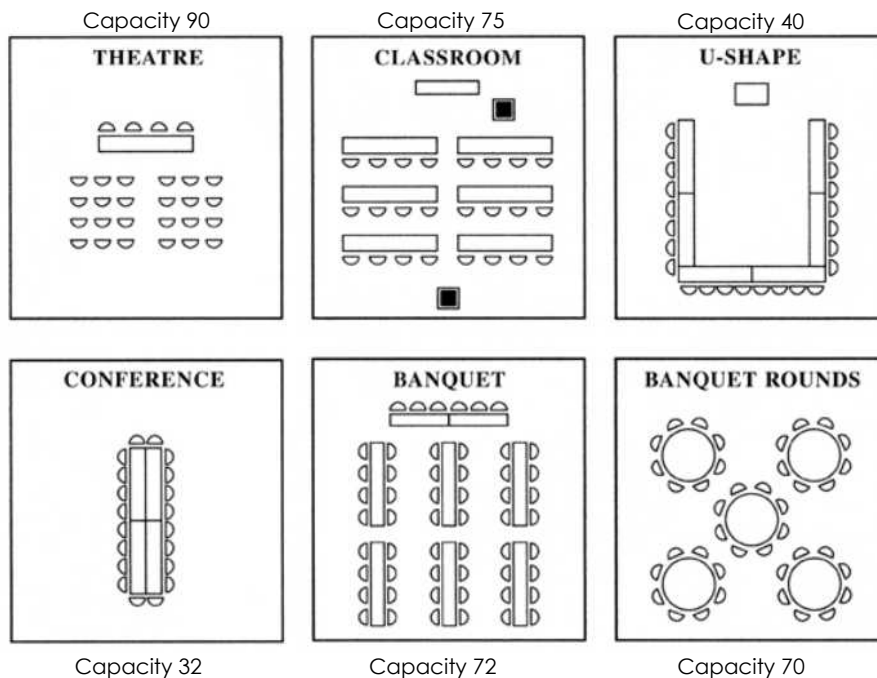 Capacity 90
Capacity 75
Capacity 40
THEATRE
CLASSROOM
U-SHAPE
CONFERENCE
BANQUET
BANQUET ROUNDS
Capacity 32
Capacity 72
Capacity 70